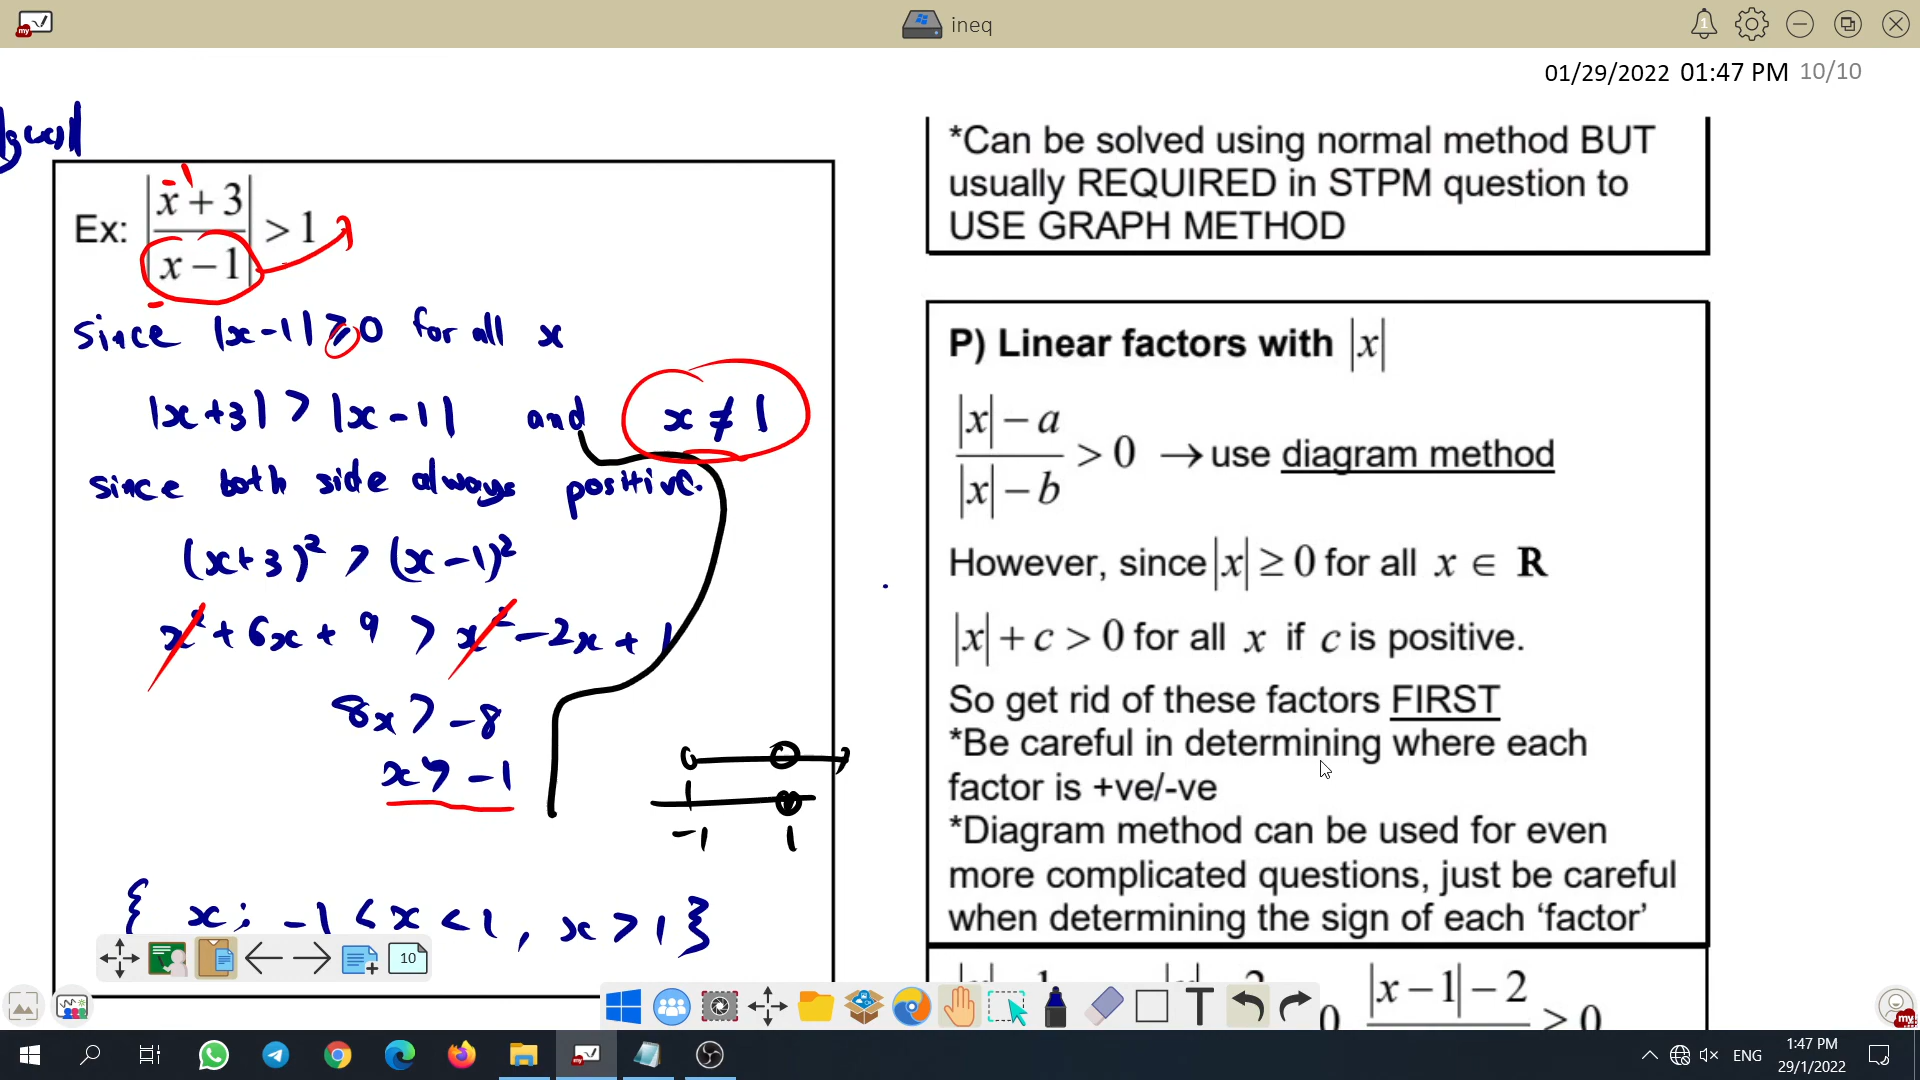 ineq
01/29/2022 01:47 PM 10/10
Ex: |x + 3 / x − 1| > 1
since |x-1| ≥ 0 for all x
|x+3| > |x-1| and x ≠ 1
since both side always positive.
(x+3)² > (x-1)²
x² + 6x + 9 > x² - 2x + 1
8x > -8
x > -1
-1 1
{ x: -1 < x < 1, x > 1 }
*Can be solved using normal method BUT
usually REQUIRED in STPM question to
USE GRAPH METHOD
P) Linear factors with |x|
|x| − a / |x| − b > 0 → use diagram method
However, since |x| ≥ 0 for all x ∈ R
|x| + c > 0 for all x if c is positive.
So get rid of these factors FIRST
*Be careful in determining where each
factor is +ve/-ve
*Diagram method can be used for even
more complicated questions, just be careful
when determining the sign of each ‘factor’
|x − 1| − 2 > 0
10
ENG
1:47 PM
29/1/2022